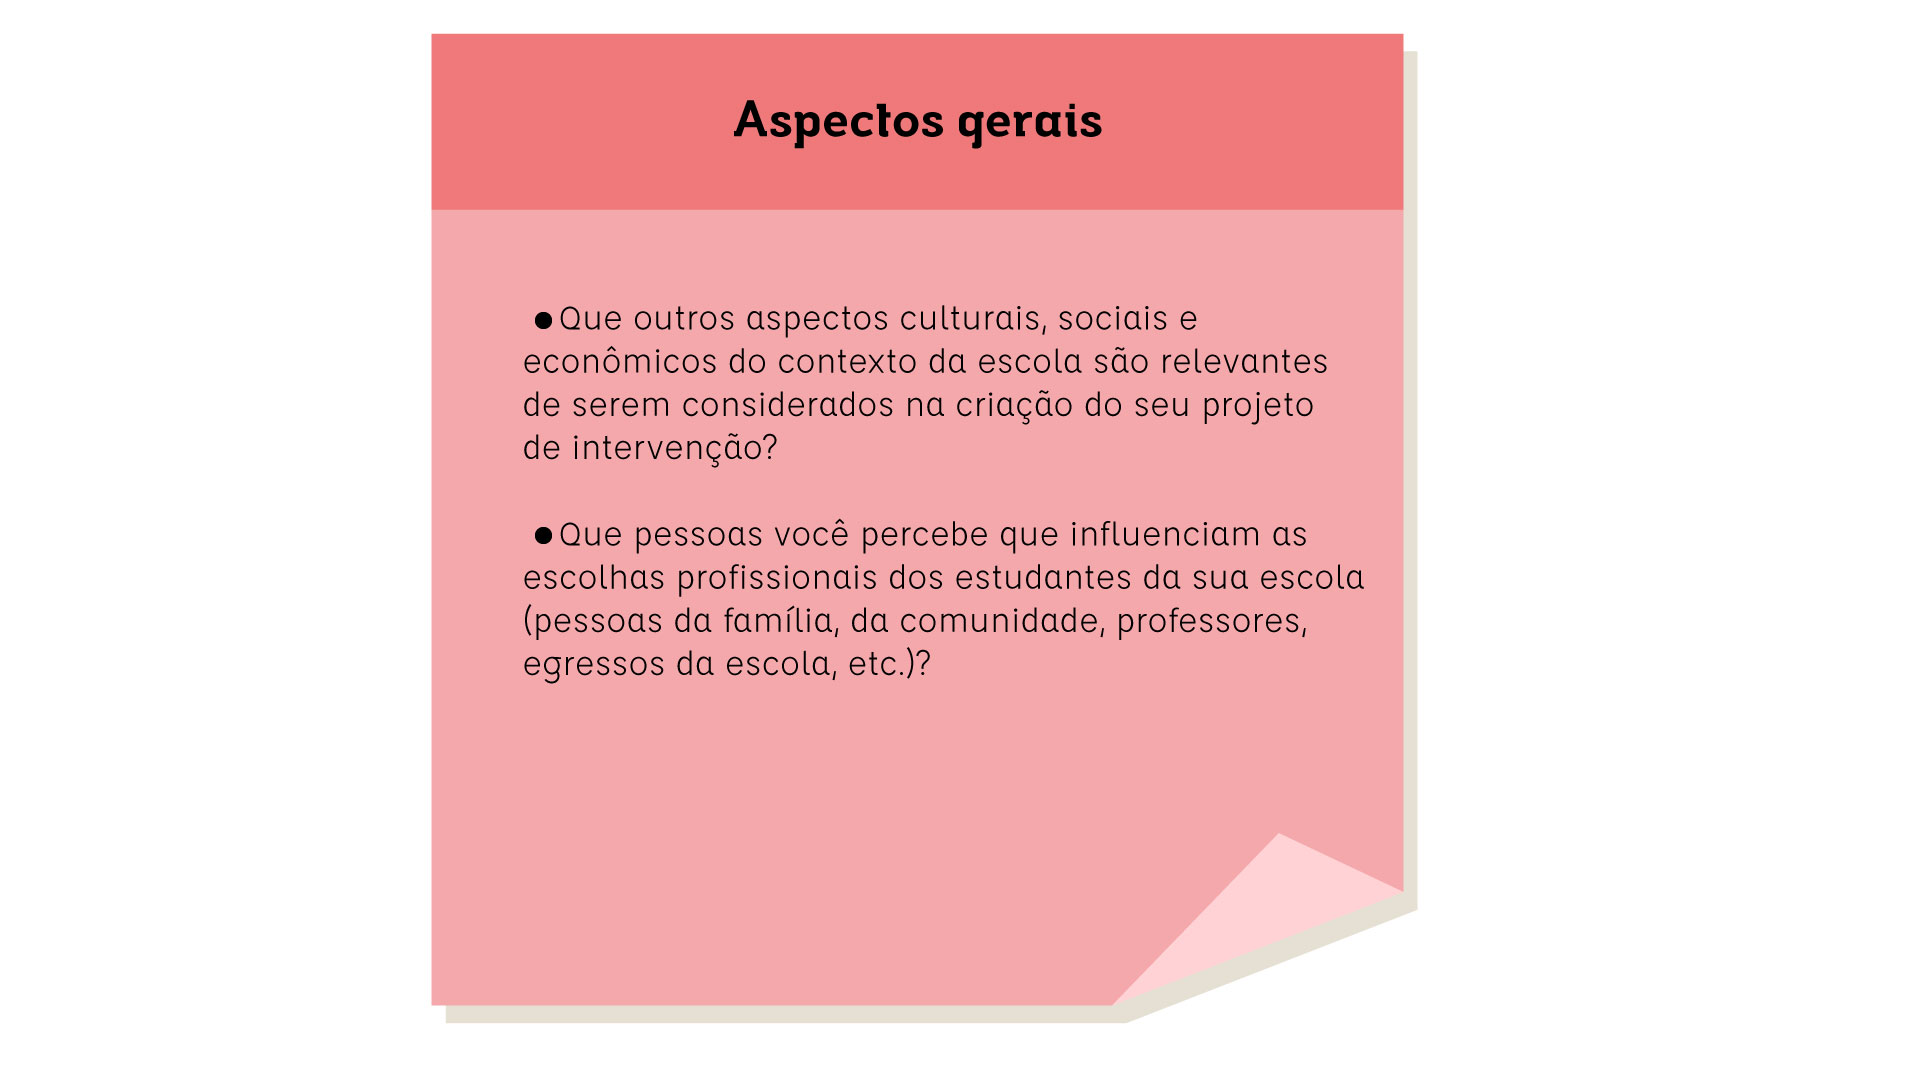 Aspectos gerais
●Que outros aspectos culturais, sociais e
econômicos do contexto da escola são relevantes
de serem considerados na criação do seu projeto
de intervenção?
●Que pessoas você percebe que influenciam as
escolhas profissionais dos estudantes da sua escola
(pessoas da família, da comunidade, professores,
egressos da escola, etc.)?